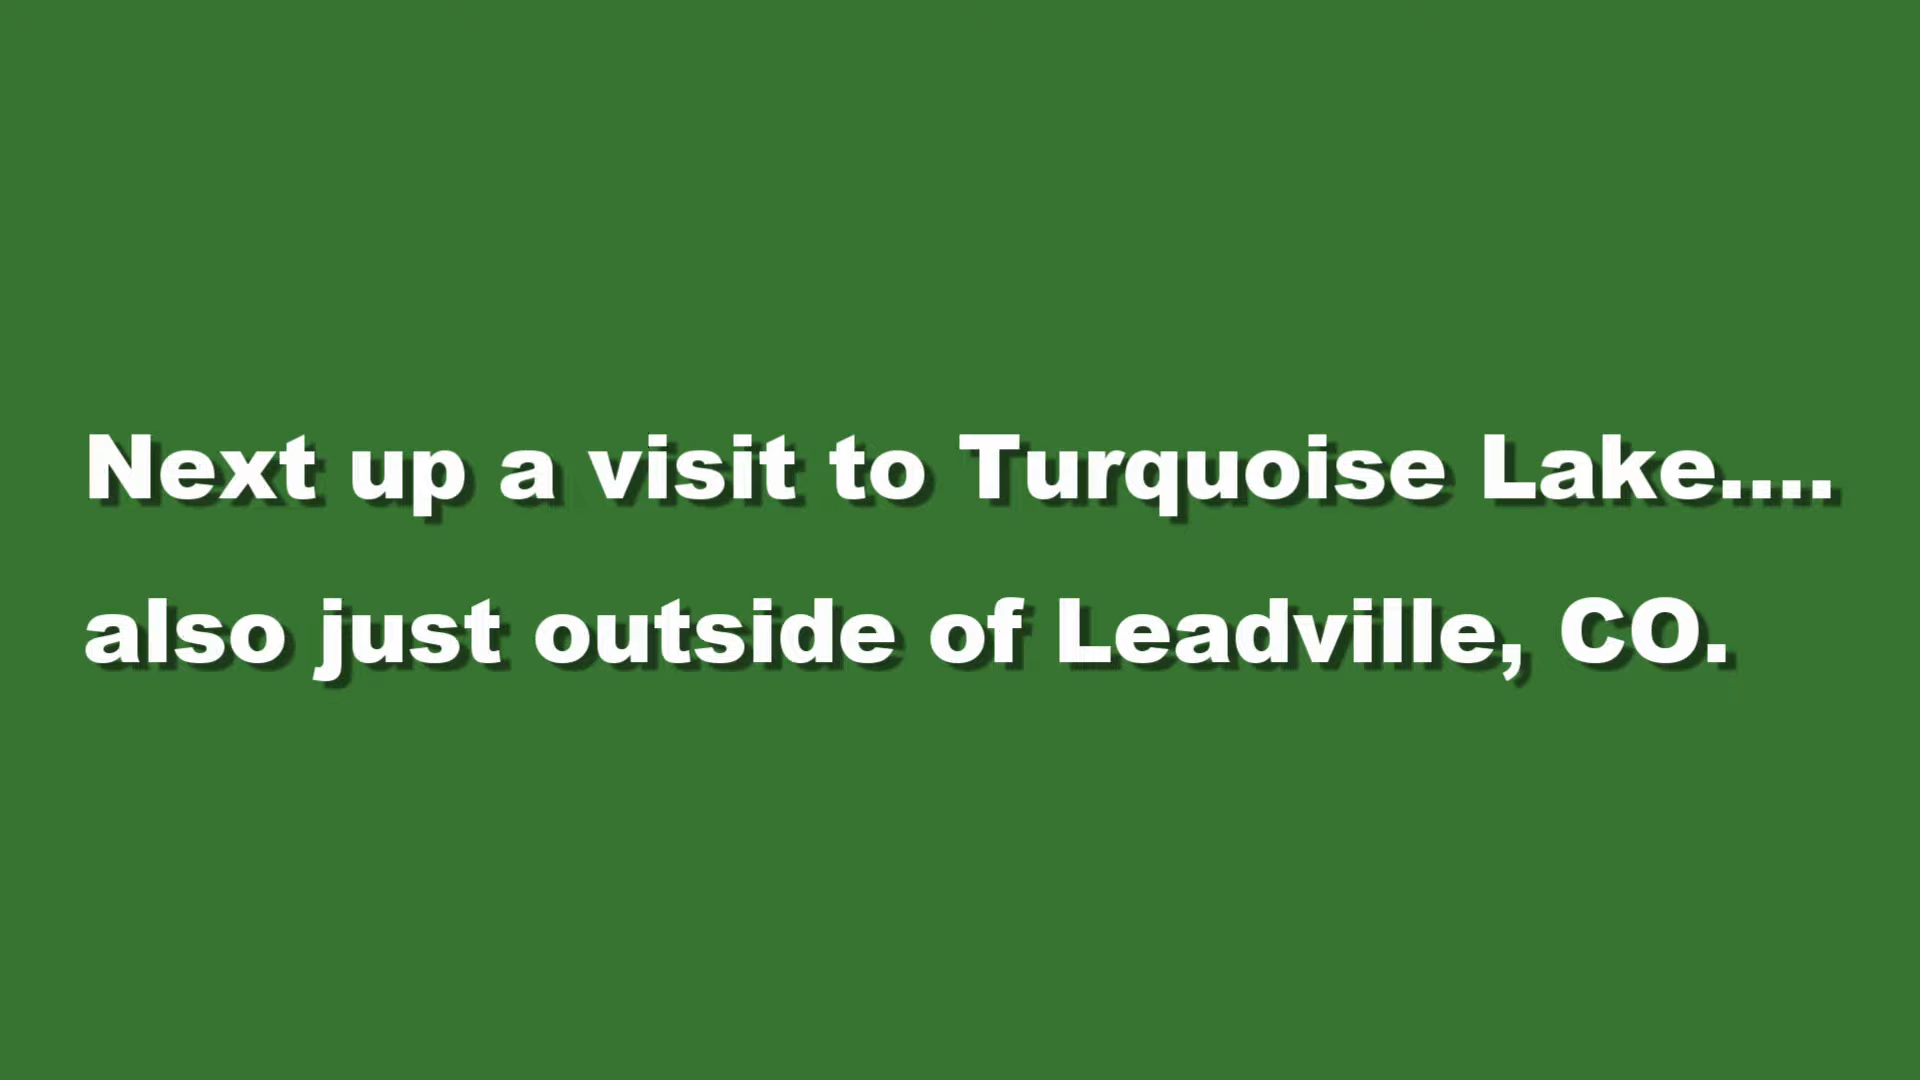 Next up a visit to Turquoise Lake....
also just outside of Leadville, CO.